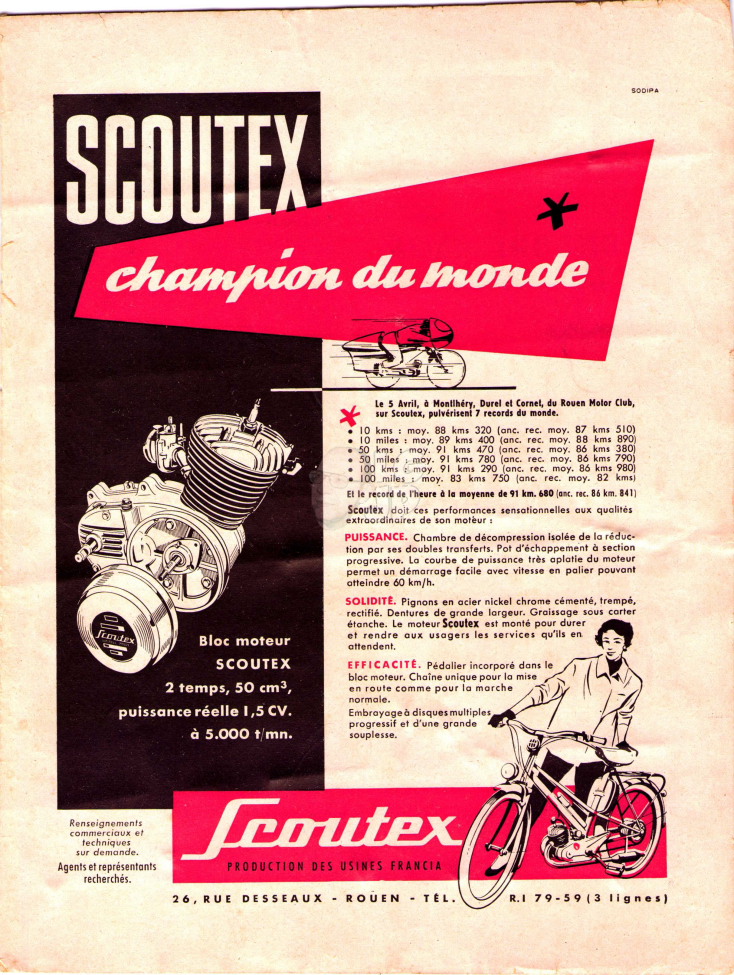 SODIPA
SCOUTEX
*
champion du monde
* Le 5 Avril, à Montlhéry, Durel et Cornet, du Rouen Motor Club,
sur Scoutex, pulvérisent 7 records du monde.
• 10 kms : moy. 88 kms 320 (anc. rec. moy. 87 kms 510)
• 10 miles : moy. 89 kms 400 (anc. rec. moy. 88 kms 890)
• 50 kms : moy. 91 kms 470 (anc. rec. moy. 86 kms 380)
• 50 miles : moy. 91 kms 780 (anc. rec. moy. 86 kms 790)
• 100 kms : moy. 91 kms 290 (anc. rec. moy. 86 kms 980)
• 100 miles : moy. 83 kms 750 (anc. rec. moy. 82 kms)
Et le record de l'heure à la moyenne de 91 km. 680 (anc. rec. 86 km. 841)
Scoutex doit ces performances sensationnelles aux qualités
extraordinaires de son moteur :
PUISSANCE. Chambre de décompression isolée de la réduc-
tion par ses doubles transferts. Pot d'échappement à section
progressive. La courbe de puissance très aplatie du moteur
permet un démarrage facile avec vitesse en palier pouvant
atteindre 60 km/h.
SOLIDITÉ. Pignons en acier nickel chrome cémenté, trempé,
rectifié. Dentures de grande largeur. Graissage sous carter
étanche. Le moteur Scoutex est monté pour durer
et rendre aux usagers les services qu'ils en
attendent.
EFFICACITÉ. Pédalier incorporé dans le
bloc moteur. Chaîne unique pour la mise
en route comme pour la marche
normale.
Embrayage à disques multiples
progressif et d'une grande
souplesse.
Scoutex
Bloc moteur
SCOUTEX
2 temps, 50 cm³,
puissance réelle 1,5 CV.
à 5.000 t/mn.
Renseignements
commerciaux et
techniques
sur demande.
Agents et représentants
recherchés.
Scoutex
PRODUCTION DES USINES FRANCIA
26, RUE DESSEAUX - ROUEN - TÉL. R.I 79-59 (3 lignes)